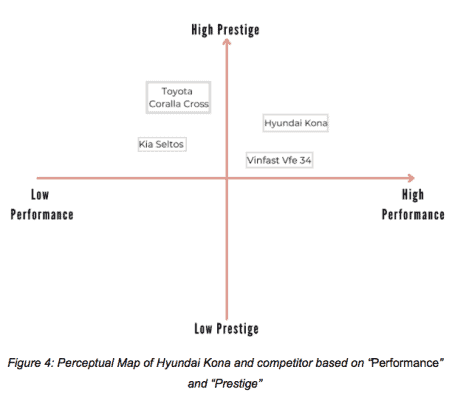 High Prestige
Toyota
Coralla Cross
Hyundai Kona
Kia Seltos
Vinfast Vfe 34
Low
Performance
High
Performance
Low Prestige
Figure 4: Perceptual Map of Hyundai Kona and competitor based on “Performance”
and “Prestige”